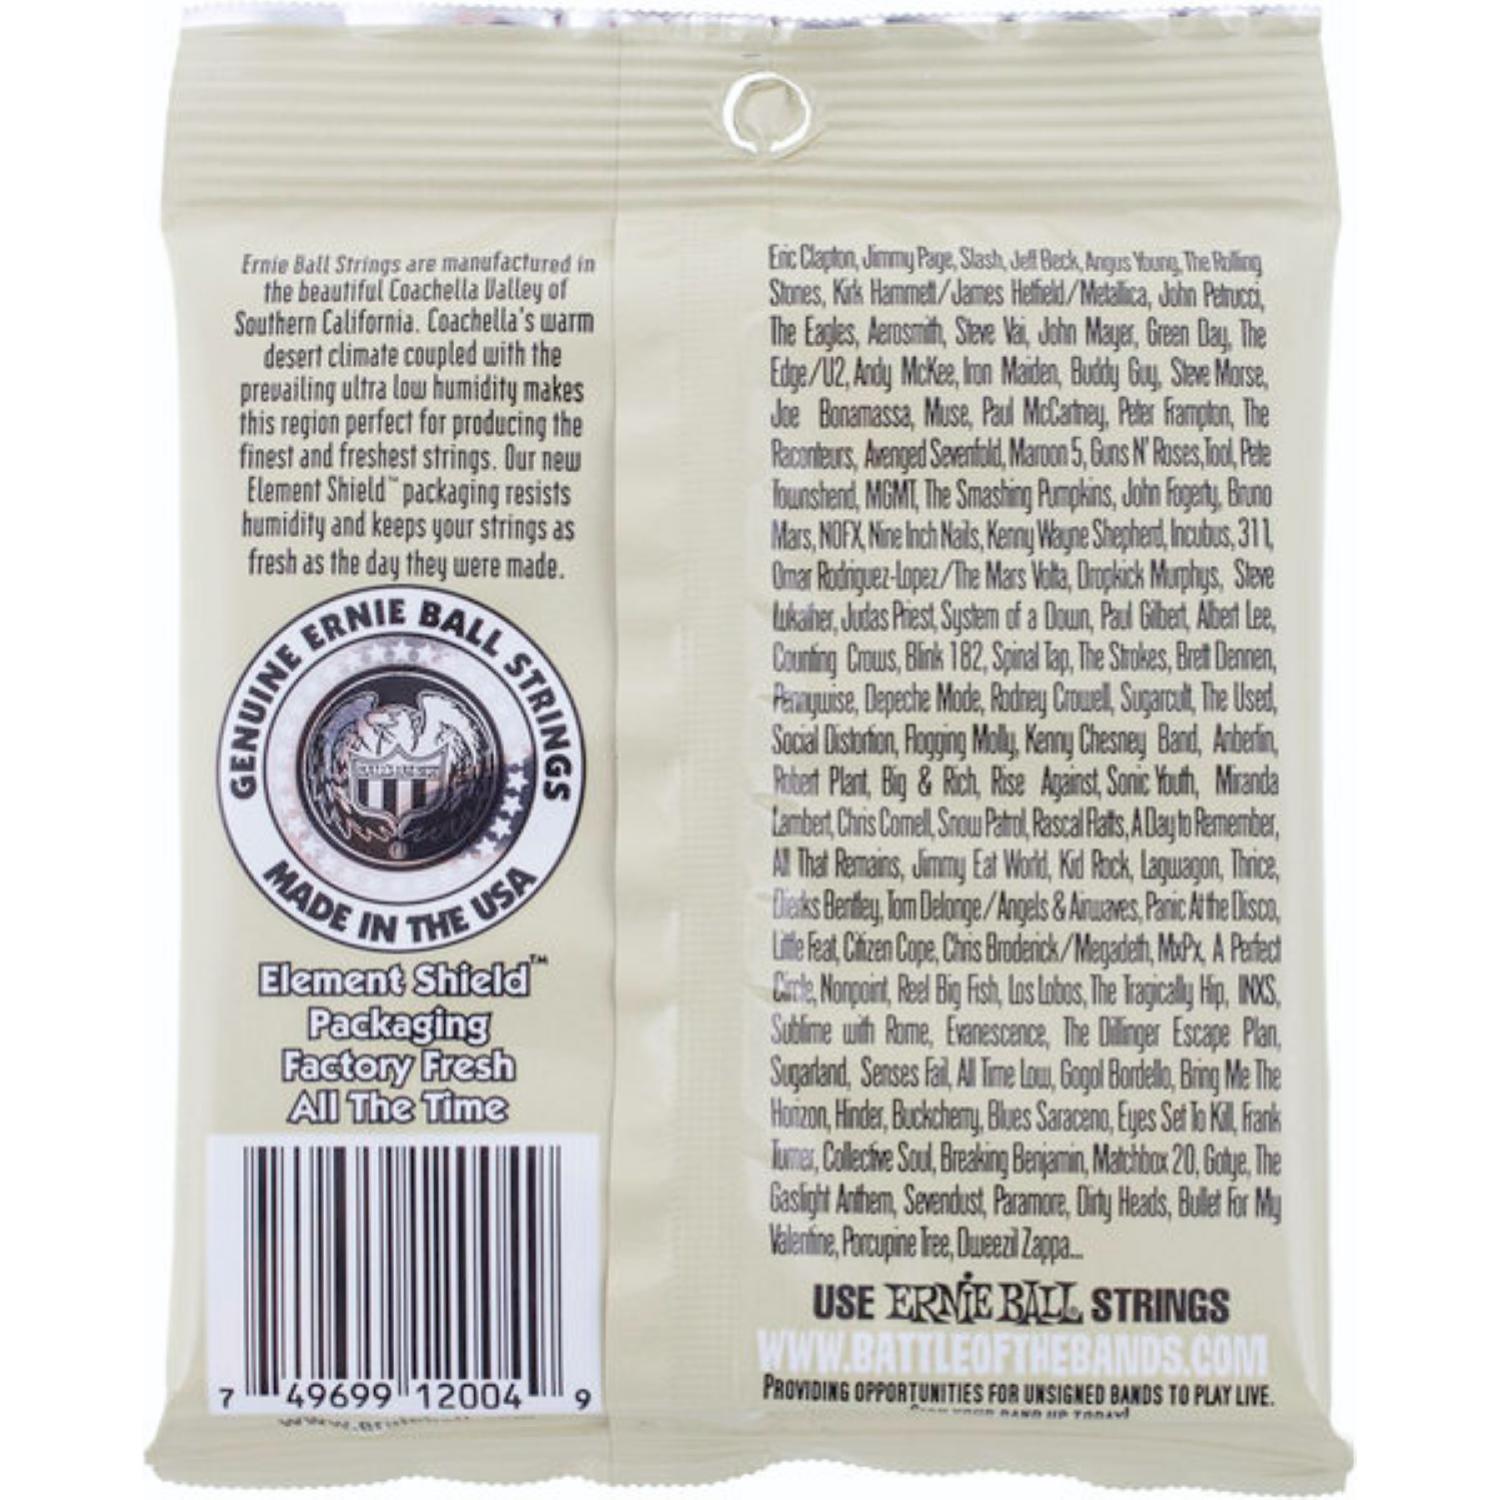 Ernie Ball Strings are manufactured in
the beautiful Coachella Valley of
Southern California. Coachella's warm
desert climate coupled with the
prevailing ultra low humidity makes
this region perfect for producing the
finest and freshest strings. Our new
Element Shield™ packaging resists
humidity and keeps your strings as
fresh as the day they were made.
GENUINE ERNIE BALL STRINGS
MADE IN THE USA
Element Shield™
Packaging
Factory Fresh
All The Time
7 49699 12004 9
Eric Clapton, Jimmy Page, Slash, Jeff Beck, Angus Young, The Rolling
Stones, Kirk Hammett/James Hetfield/Metallica, John Petrucci,
The Eagles, Aerosmith, Steve Vai, John Mayer, Green Day, The
Edge/U2, Andy McKee, Iron Maiden, Buddy Guy, Steve Morse,
Joe Bonamassa, Muse, Paul McCartney, Peter Frampton, The
Raconteurs, Avenged Sevenfold, Maroon 5, Guns N' Roses, Tool, Pete
Townshend, MGMT, The Smashing Pumpkins, John Fogerty, Bruno
Mars, NOFX, Nine Inch Nails, Kenny Wayne Shepherd, Incubus, 311,
Omar Rodriguez-Lopez/The Mars Volta, Dropkick Murphys, Steve
Lukather, Judas Priest, System of a Down, Paul Gilbert, Albert Lee,
Counting Crows, Blink 182, Spinal Tap, The Strokes, Brett Dennen,
Pennywise, Depeche Mode, Rodney Crowell, Sugarcult, The Used,
Social Distortion, Flogging Molly, Kenny Chesney Band, Anberlin,
Robert Plant, Big & Rich, Rise Against, Sonic Youth, Miranda
Lambert, Chris Cornell, Snow Patrol, Rascal Flatts, A Day to Remember,
All That Remains, Jimmy Eat World, Kid Rock, Lagwagon, Thrice,
Dierks Bentley, Tom Delonge/Angels & Airwaves, Panic At the Disco,
Little Feat, Citizen Cope, Chris Broderick/Megadeth, MxPx, A Perfect
Circle, Nonpoint, Reel Big Fish, Los Lobos, The Tragically Hip, INXS,
Sublime with Rome, Evanescence, The Dillinger Escape Plan,
Sugarland, Senses Fail, All Time Low, Gogol Bordello, Bring Me The
Horizon, Hinder, Buckcherry, Blues Saraceno, Eyes Set To Kill, Frank
Turner, Collective Soul, Breaking Benjamin, Matchbox 20, Gotye, The
Gaslight Anthem, Sevendust, Paramore, Dirty Heads, Bullet For My
Valentine, Porcupine Tree, Dweezil Zappa...
USE ERNIE BALL® STRINGS
WWW.BATTLEOFTHEBANDS.COM
PROVIDING OPPORTUNITIES FOR UNSIGNED BANDS TO PLAY LIVE.
SIGN YOUR BAND UP TODAY!